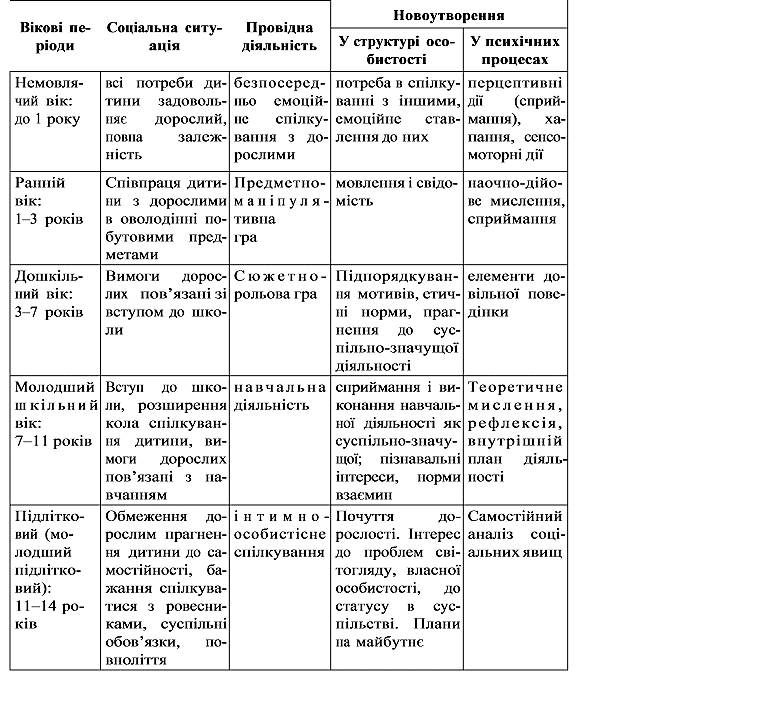 Вікові пе-
ріоди
Соціальна ситу-
ація
Провідна
діяльність
Новоутворення
У структурі осо-
бистості
У психічних
процесах
Немовля-
чий вік:
до 1 року
всі потреби ди-
тини задоволь-
няє дорослий,
повна залеж-
ність
безпосеред-
ньо емоцій-
не спілку-
вання з до-
рослими
потреба в спілку-
ванні з іншими,
емоційне став-
лення до них
перцептивні
дії (сприй-
мання), ха-
пання, сенсо-
моторні дії
Ранній
вік:
1–3 років
Співпраця дити-
ни з дорослими
в оволодінні по-
бутовими пред-
метами
Предметно-
маніпуля-
тивна
гра
мовлення і свідо-
мість
наочно-дійо-
ве мислення,
сприймання
Дошкіль-
ний вік:
3–7 років
Вимоги дорос-
лих пов’язані зі
вступом до шко-
ли
Сюжетно-
рольова гра
Підпорядкуван-
ня мотивів, етич-
ні норми, праг-
нення до сус-
пільно-значущої
діяльності
елементи до-
вільної пове-
дінки
Молодший
шкільний
вік:
7–11 років
Вступ до шко-
ли, розширення
кола спілкуван-
ня дитини, ви-
моги дорослих
пов’язані з на-
вчанням
навчальна
діяльність
сприймання і ви-
конання навчаль-
ної діяльності як
суспільно-значу-
щої; пізнавальні
інтереси, норми
взаємин
Теоретичне
мислення,
рефлексія,
внутрішній
план діяль-
ності
Підлітко-
вий (мо-
лодший
підлітко-
вий):
11–14 ро-
ків
Обмеження до-
рослим прагнен-
ня дитини до са-
мостійності, ба-
жання спілкува-
тися з ровесни-
ками, суспільні
обов’язки, по-
вноліття
інтимно-
особистісне
спілкування
Почуття до-
рослості. Інтерес
до проблем сві-
тогляду, власної
особистості, до
статусу в сус-
пільстві. Плани
на майбутнє
Самостійний
аналіз соці-
альних явищ